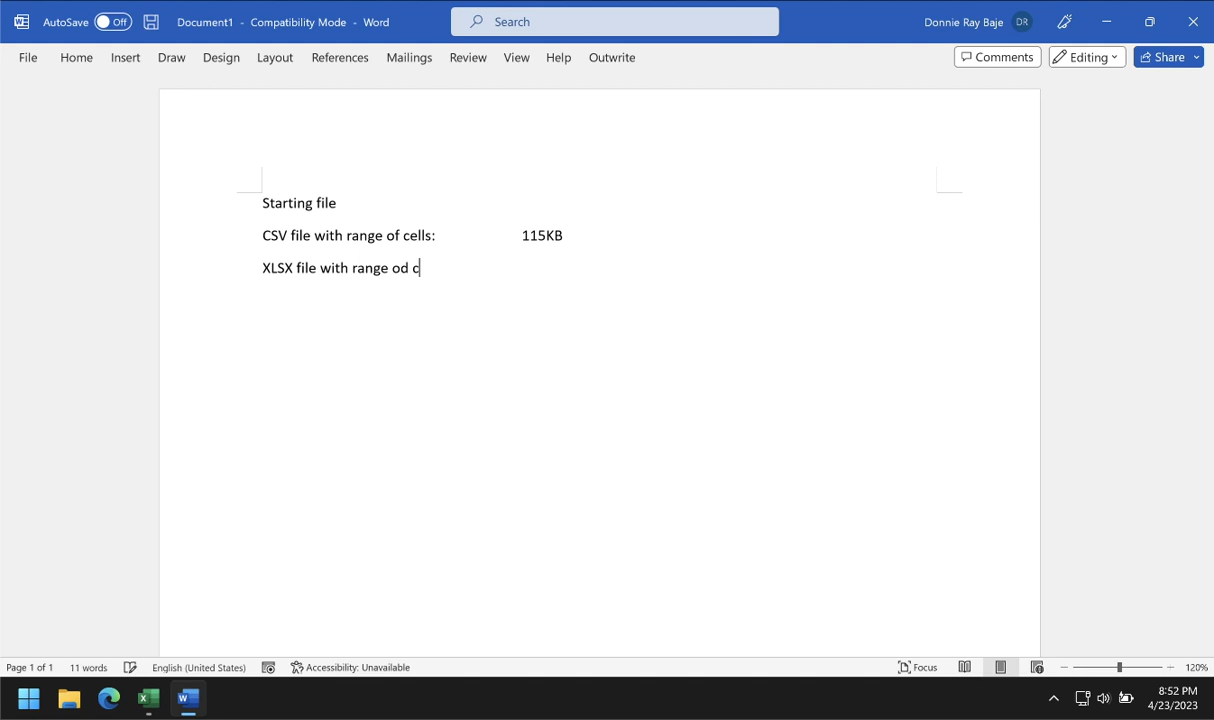 AutoSave Off Document1 - Compatibility Mode - Word Search Donnie Ray Baje DR
File Home Insert Draw Design Layout References Mailings Review View Help Outwrite Comments Editing Share
Starting file
CSV file with range of cells: 115KB
XLSX file with range od c
Page 1 of 1 11 words English (United States) Accessibility: Unavailable Focus 120%
8:52 PM
4/23/2023